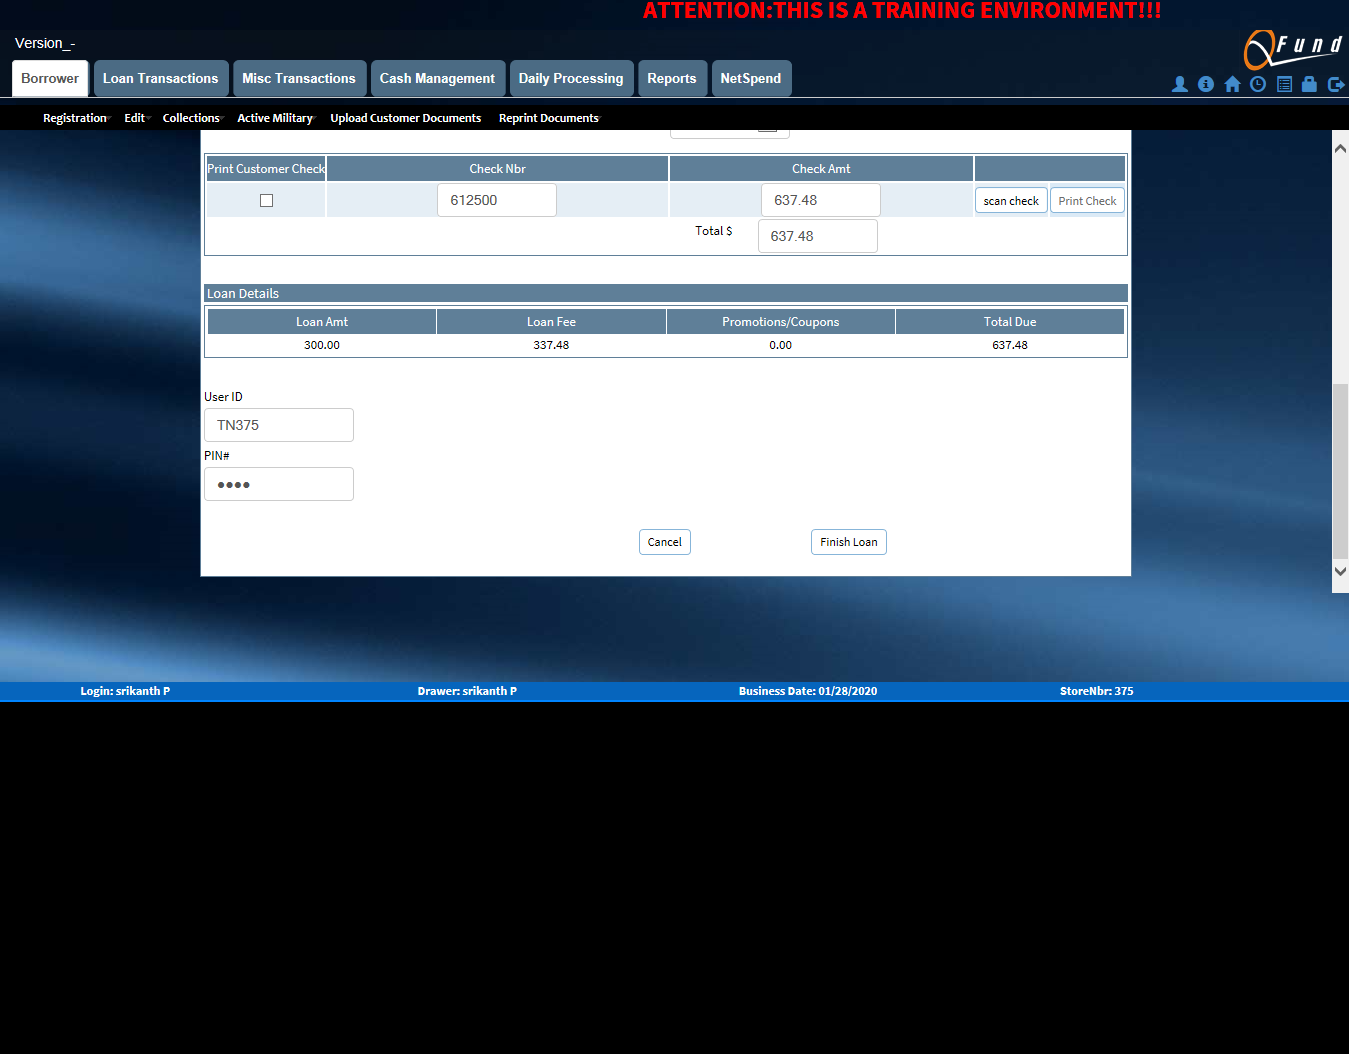 ATTENTION:THIS IS A TRAINING ENVIRONMENT!!!
Version_-
Fund
Borrower Loan Transactions Misc Transactions Cash Management Daily Processing Reports NetSpend
Registration Edit Collections Active Military Upload Customer Documents Reprint Documents
Print Customer Check Check Nbr Check Amt
612500 637.48 scan check Print Check
Total $ 637.48
Loan Details
Loan Amt Loan Fee Promotions/Coupons Total Due
300.00 337.48 0.00 637.48
User ID
TN375
PIN#
●●●●
Cancel Finish Loan
Login: srikanth P Drawer: srikanth P Business Date: 01/28/2020 StoreNbr: 375